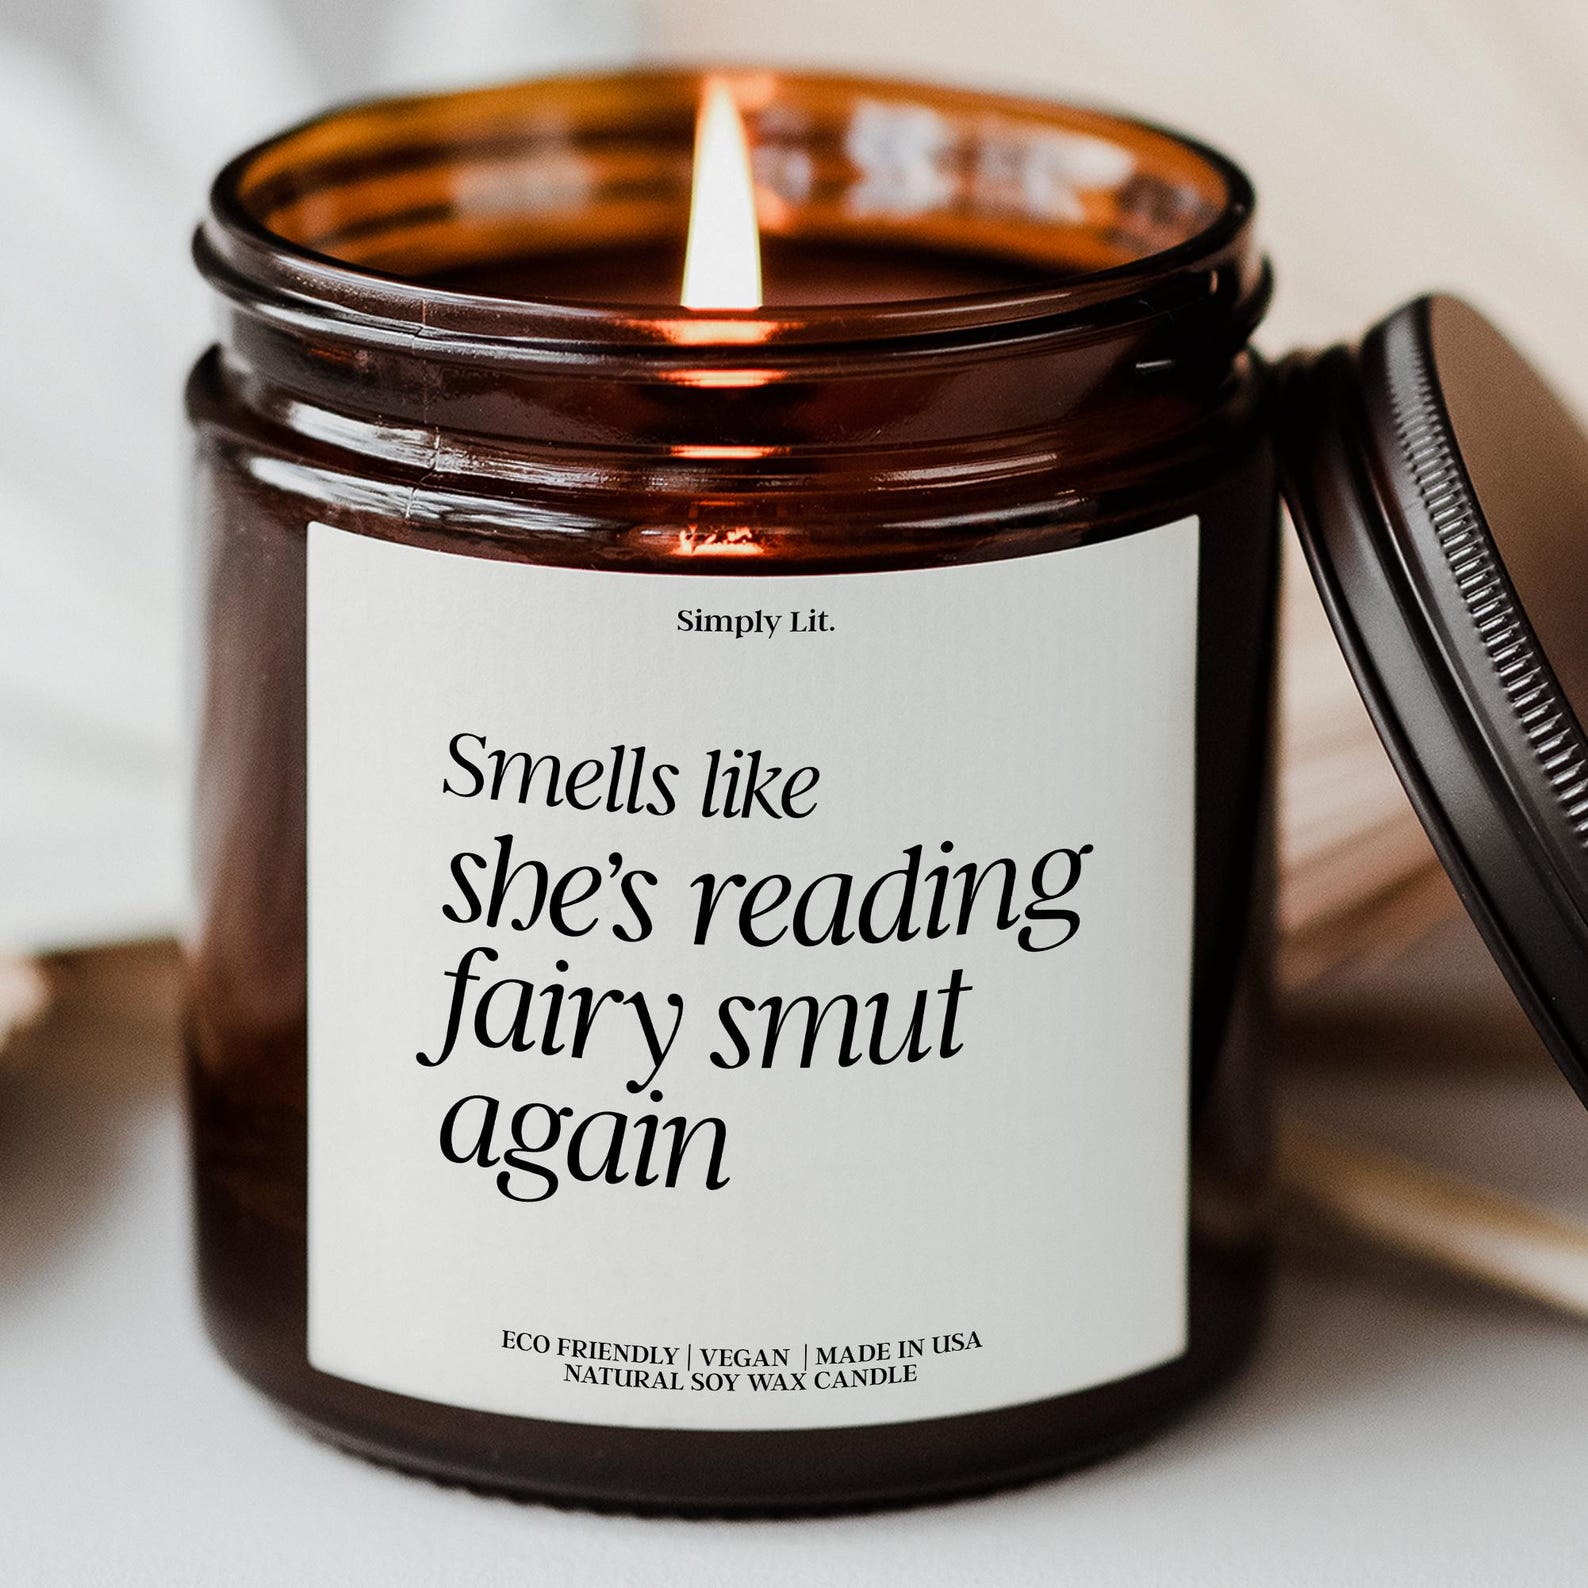 Simply Lit.
Smells like
she's reading
fairy smut
again
ECO FRIENDLY | VEGAN | MADE IN USA
NATURAL SOY WAX CANDLE